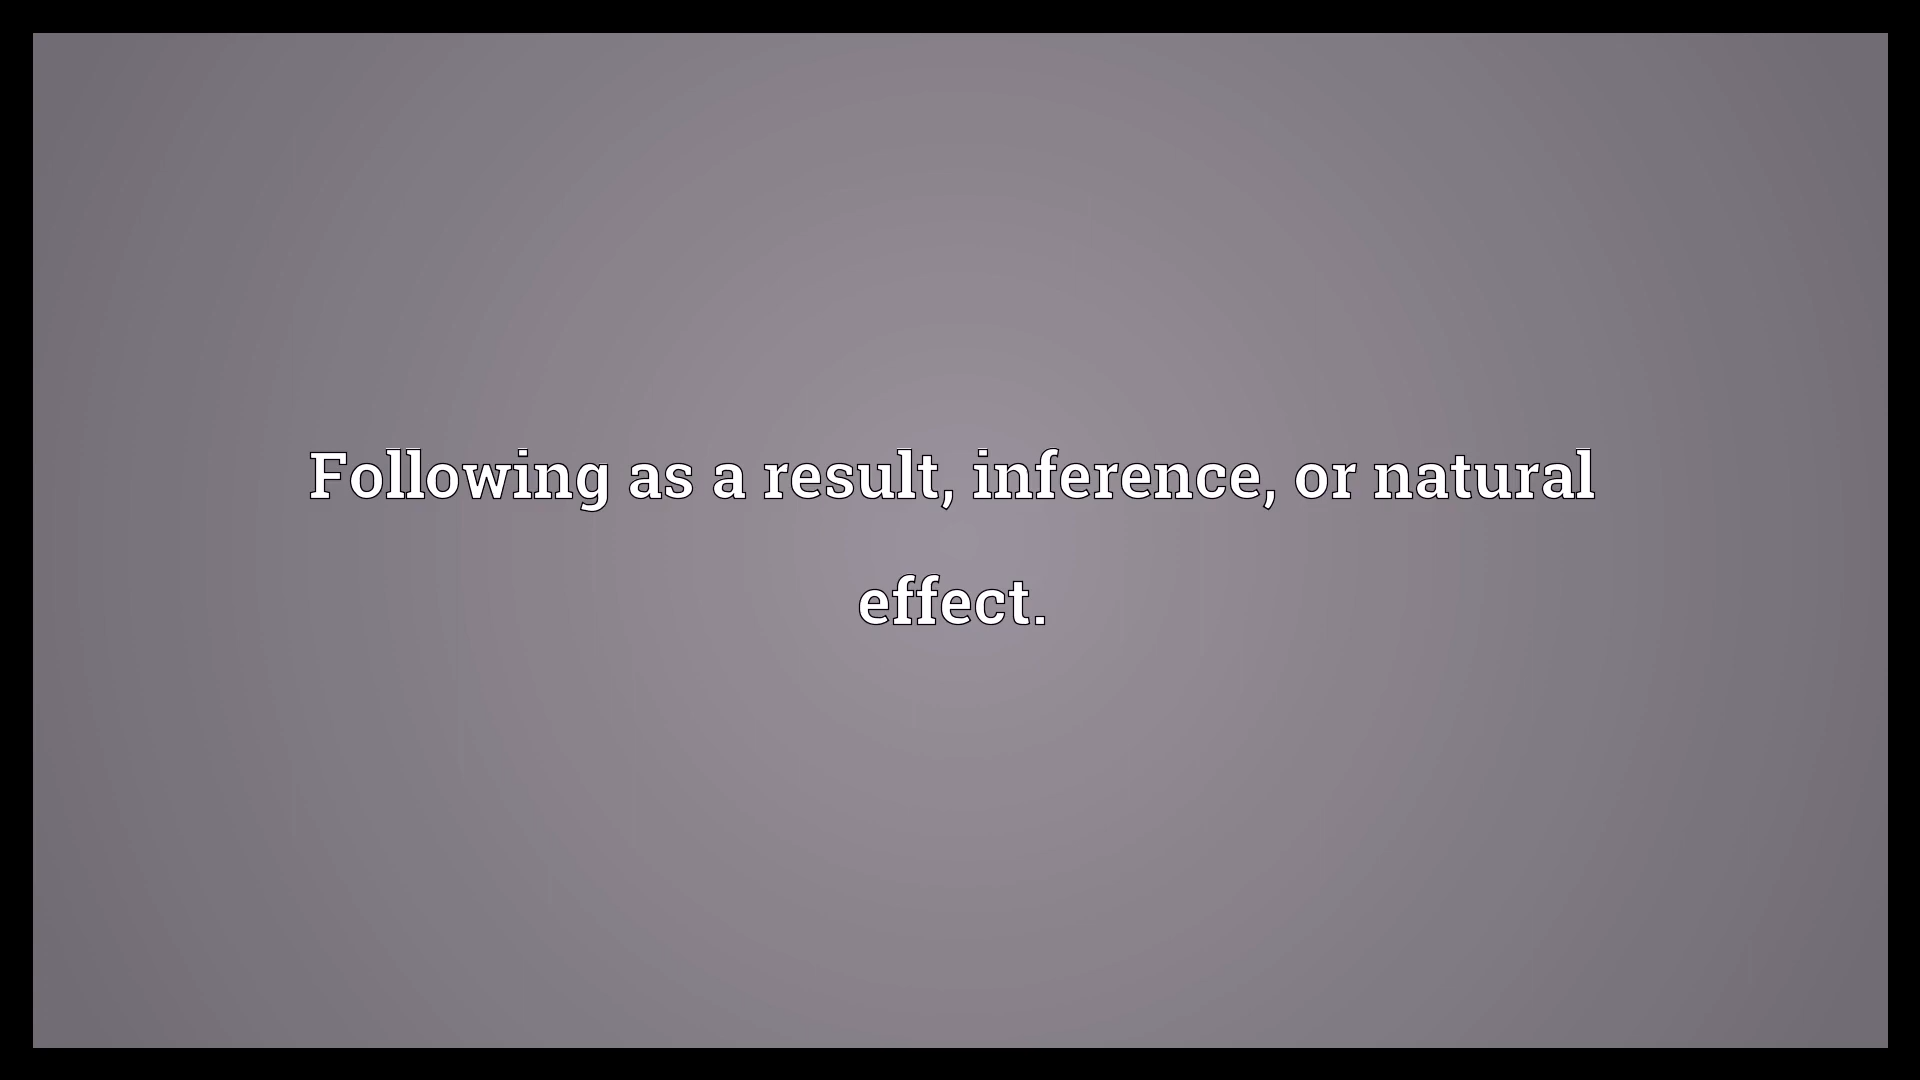 Following as a result, inference, or natural
effect.